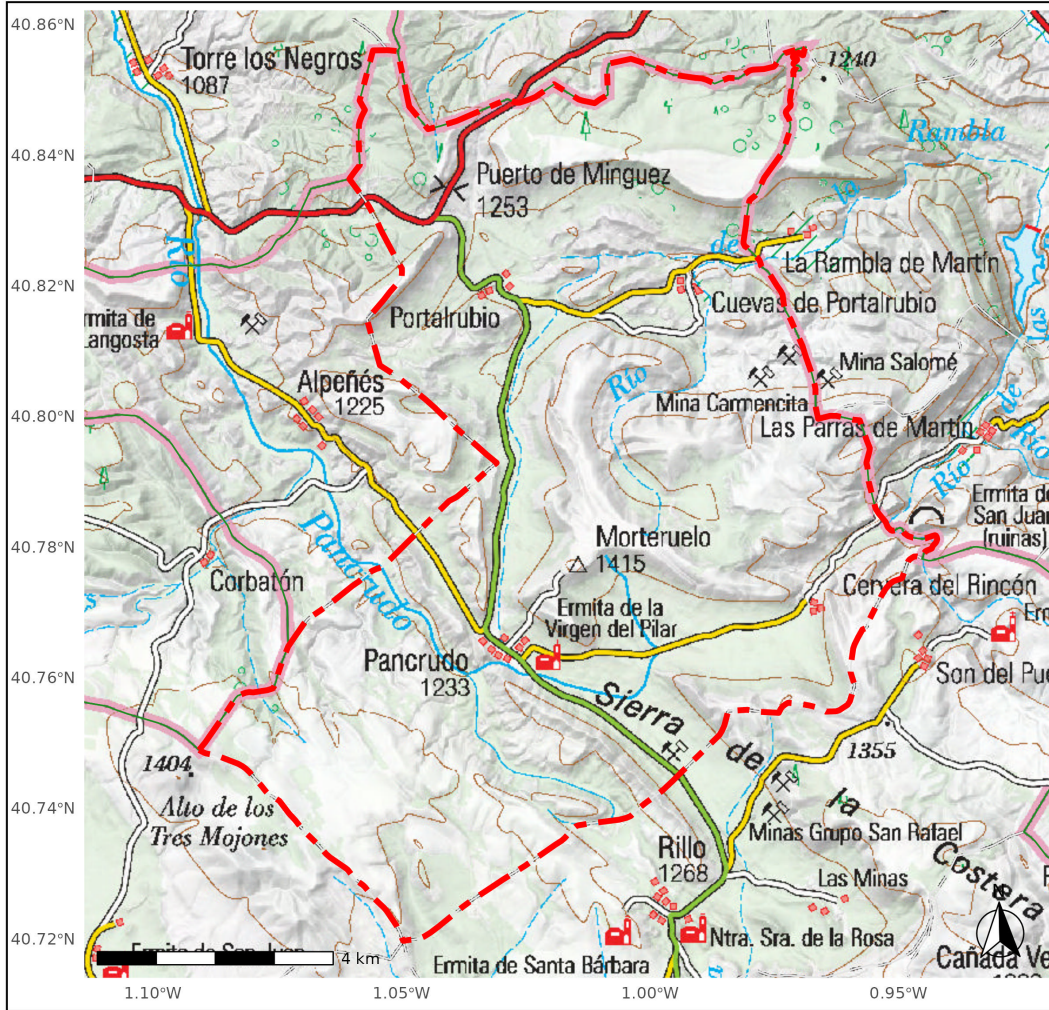 40.86°N
Torre los Negros
1087
1240
Rambla
40.84°N
Puerto de Minguez
1253
la
Río
de
La Rambla de Martín
40.82°N
Cuevas de Portalrubio
Portalrubio
rmita de
Langosta
Las
Mina Salomé
Río
Alpeñés
1225
Mina Carmencita
40.80°N
Las Parras de Martín
de
Río
Río
Ermita de
San Juan
(ruinas)
Pancrudo
Morteruelo
1415
40.78°N
Corbatón
Cervera del Rincón
Ermita de la
Virgen del Pilar
Pancrudo
1233
40.76°N
Son del Pue
Sierra
de
la
Costera
1404
1355
Alto de los
Tres Mojones
40.74°N
Minas Grupo San Rafael
Rillo
1268
Las Minas
40.72°N
Ntra. Sra. de la Rosa
Ermita de San Juan
4 km
Ermita de Santa Bárbara
Cañada Ve
1.10°W
1.05°W
1.00°W
0.95°W